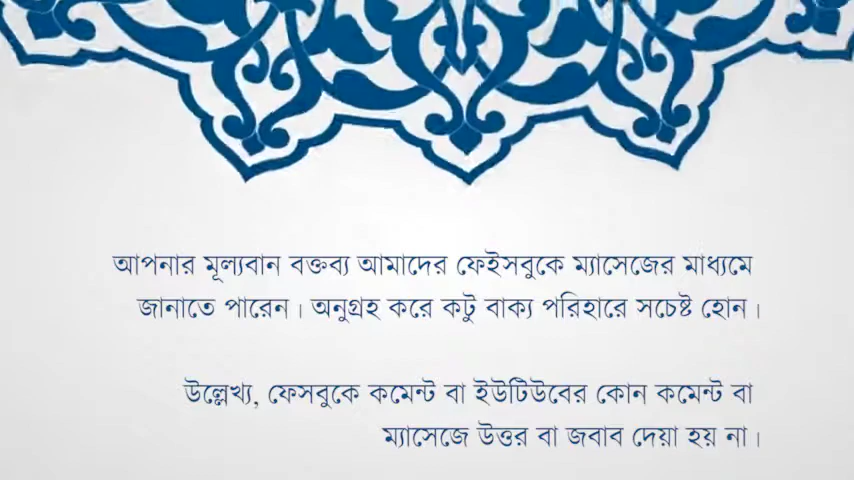 আপনার মূল্যবান বক্তব্য আমাদের ফেইসবুকে ম্যাসেজের মাধ্যমে
জানাতে পারেন। অনুগ্রহ করে কটু বাক্য পরিহারে সচেষ্ট হোন।
উল্লেখ্য, ফেসবুকে কমেন্ট বা ইউটিউবের কোন কমেন্ট বা
ম্যাসেজে উত্তর বা জবাব দেয়া হয় না।